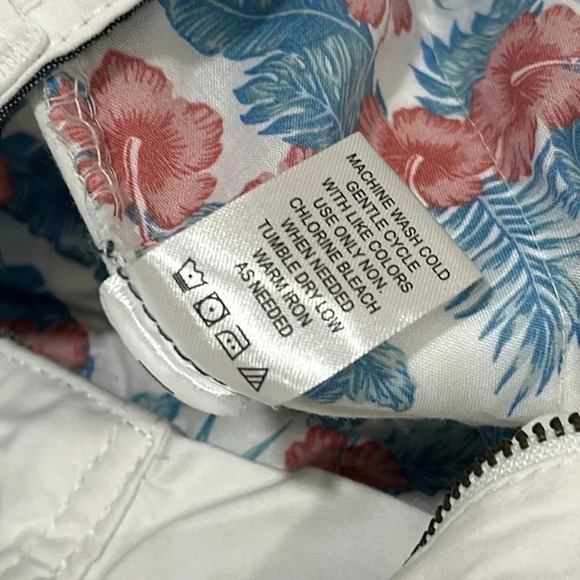 MACHINE WASH COLD
GENTLE CYCLE
WITH LIKE COLORS
USE ONLY NON
CHLORINE BLEACH
WHEN NEEDED
TUMBLE DRY LOW
WARM IRON
AS NEEDED